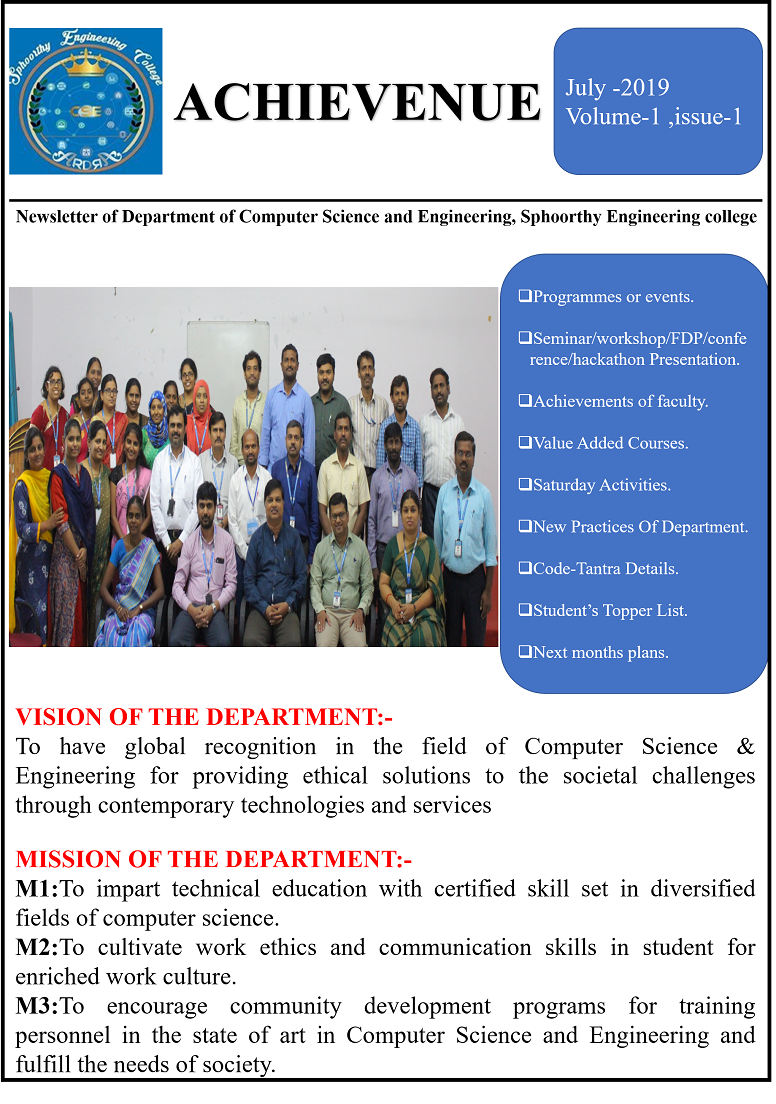 Sphoorthy Engineering College
CSE
ARDRA
ACHIEVENUE
July -2019
Volume-1 ,issue-1
Newsletter of Department of Computer Science and Engineering, Sphoorthy Engineering college
❑Programmes or events.
❑Seminar/workshop/FDP/confe
rence/hackathon Presentation.
❑Achievements of faculty.
❑Value Added Courses.
❑Saturday Activities.
❑New Practices Of Department.
❑Code-Tantra Details.
❑Student’s Topper List.
❑Next months plans.
VISION OF THE DEPARTMENT:-
To have global recognition in the field of Computer Science &
Engineering for providing ethical solutions to the societal challenges
through contemporary technologies and services
MISSION OF THE DEPARTMENT:-
M1:To impart technical education with certified skill set in diversified
fields of computer science.
M2:To cultivate work ethics and communication skills in student for
enriched work culture.
M3:To encourage community development programs for training
personnel in the state of art in Computer Science and Engineering and
fulfill the needs of society.